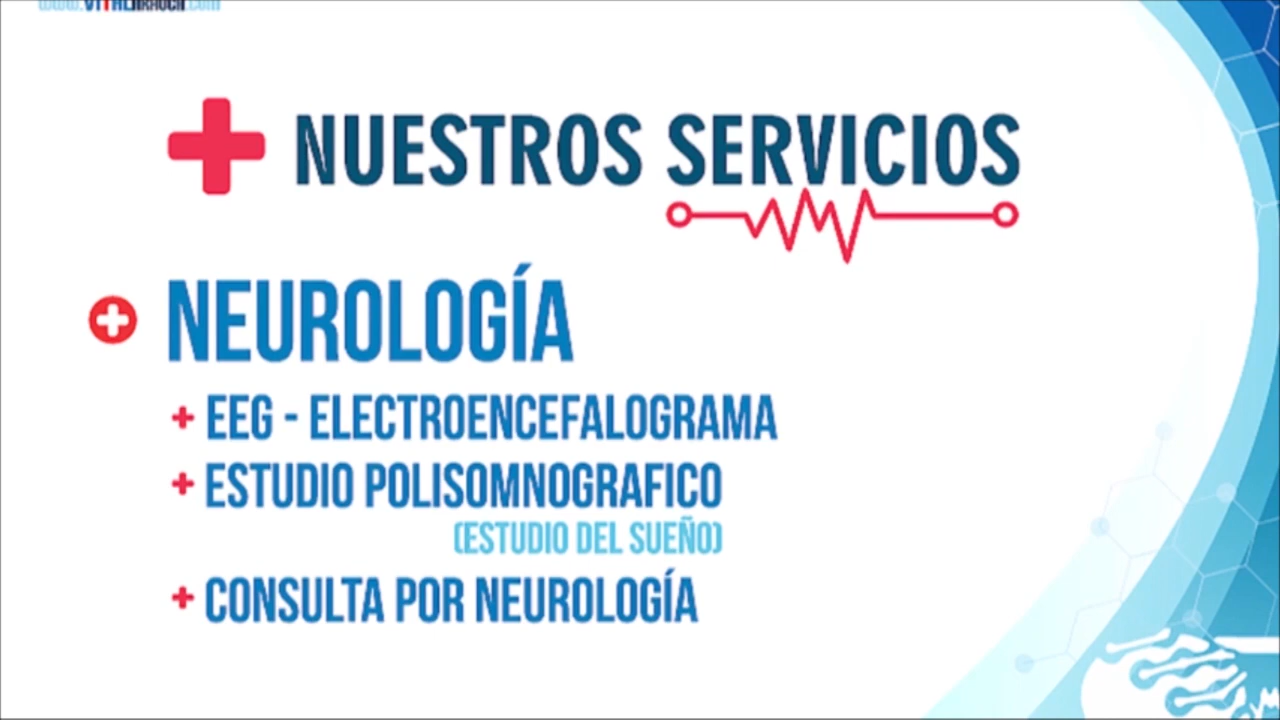 NUESTROS SERVICIOS
NEUROLOGÍA
+ EEG - ELECTROENCEFALOGRAMA
+ ESTUDIO POLISOMNOGRAFICO
(ESTUDIO DEL SUEÑO)
+ CONSULTA POR NEUROLOGÍA